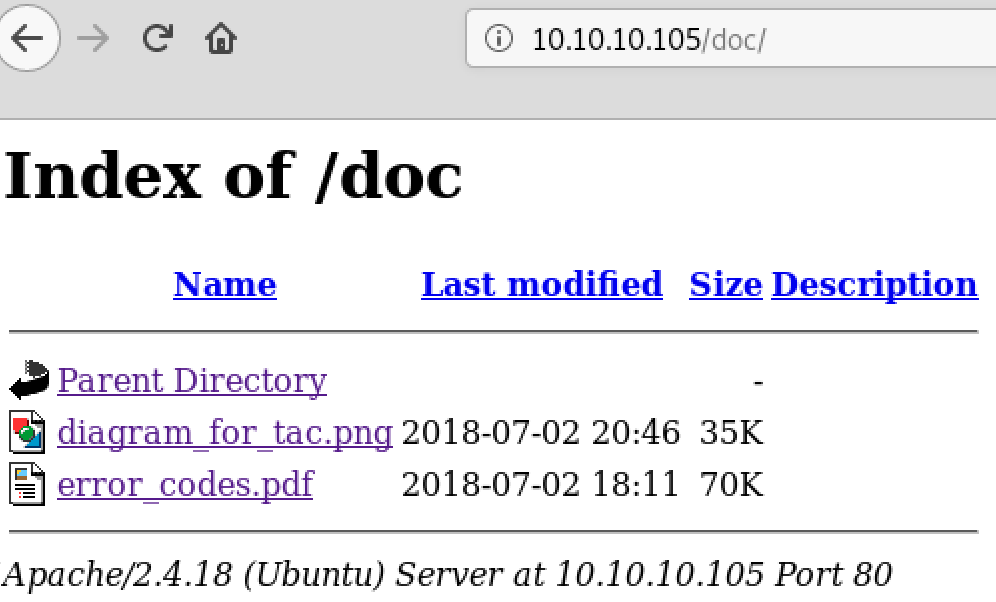 10.10.10.105/doc/
Index of /doc
Name Last modified Size Description
Parent Directory -
diagram_for_tac.png 2018-07-02 20:46 35K
error_codes.pdf 2018-07-02 18:11 70K
Apache/2.4.18 (Ubuntu) Server at 10.10.10.105 Port 80